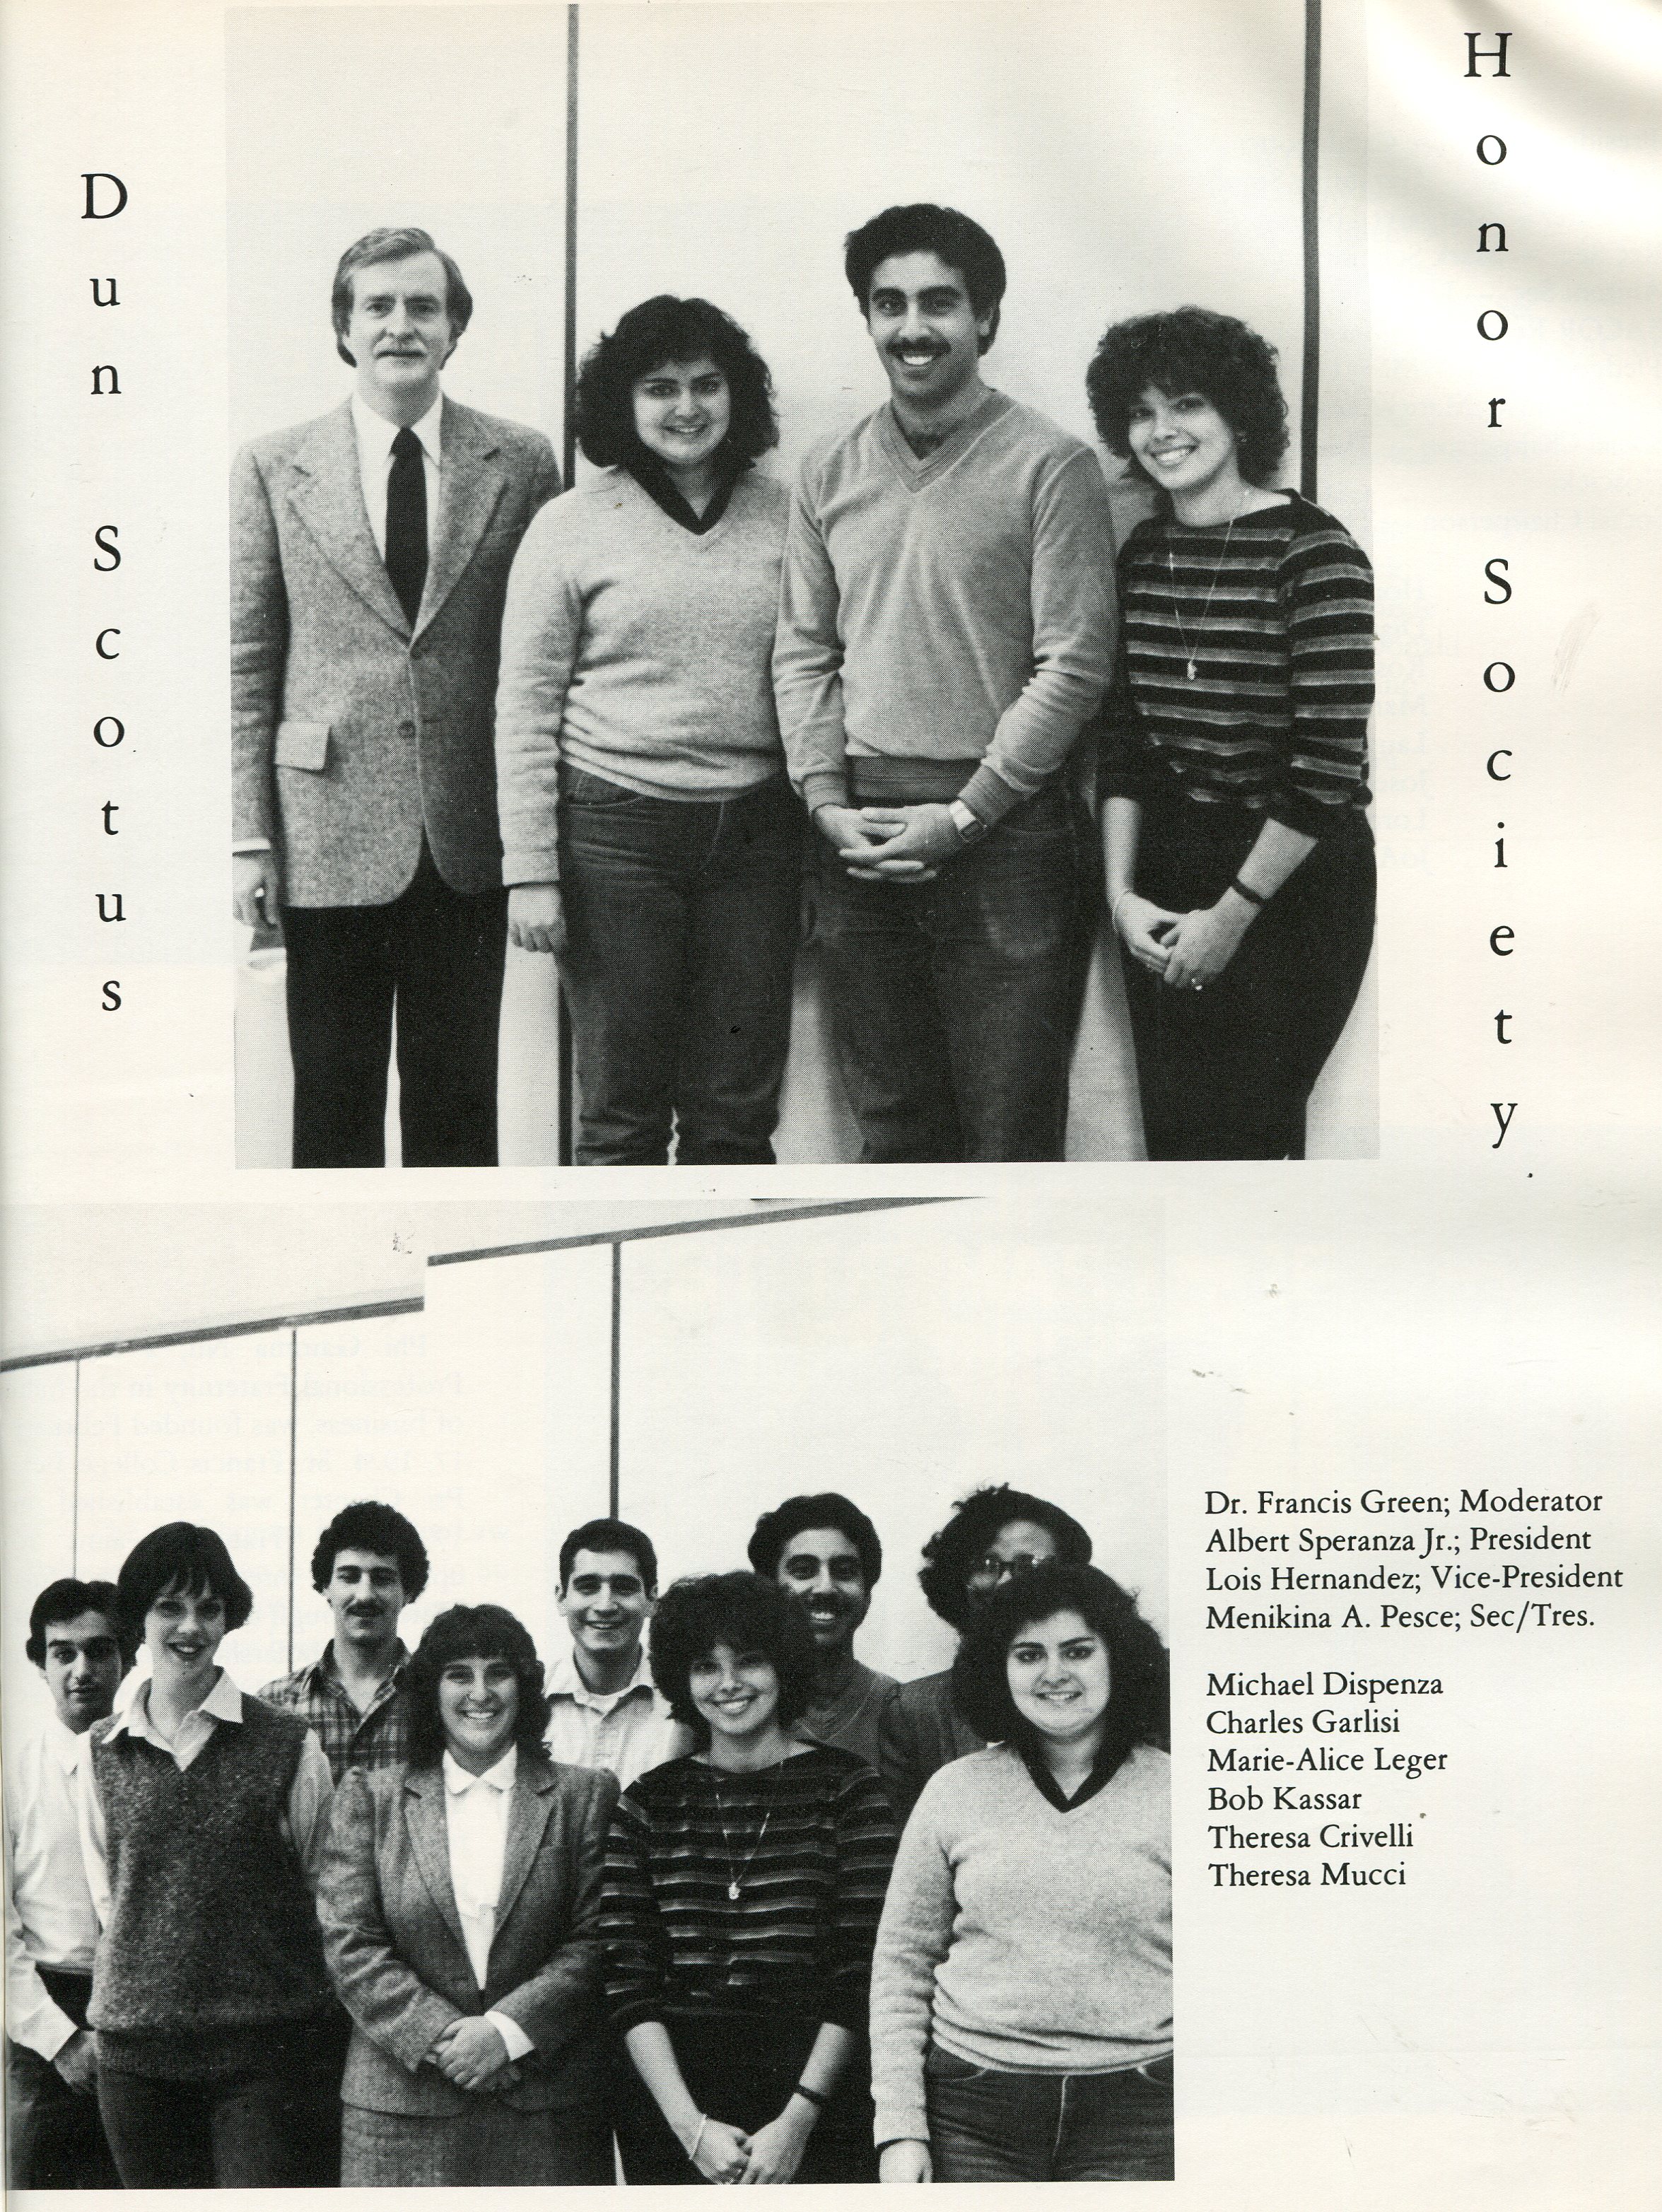 Dun Scotus
Honor Society
Dr. Francis Green; Moderator
Albert Speranza Jr.; President
Lois Hernandez; Vice-President
Menikina A. Pesce; Sec/Tres.
Michael Dispenza
Charles Garlisi
Marie-Alice Leger
Bob Kassar
Theresa Crivelli
Theresa Mucci